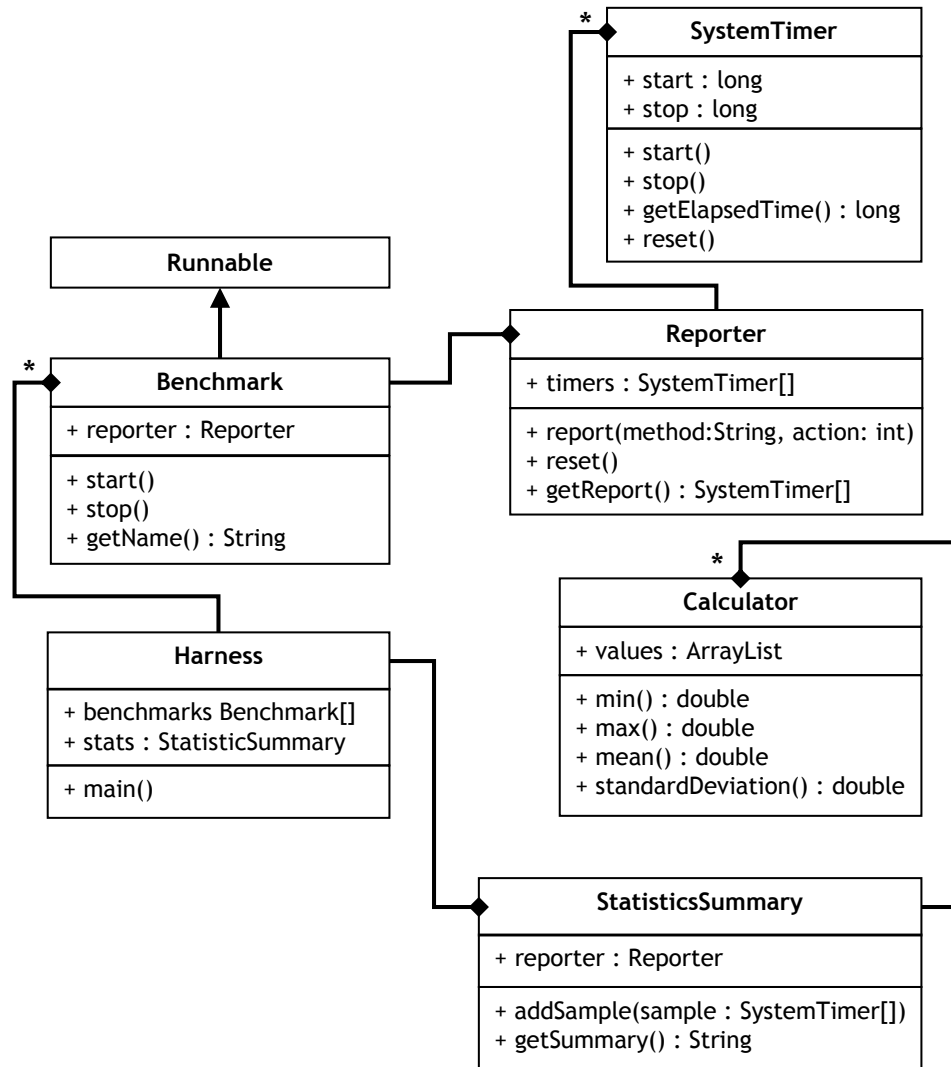 *
SystemTimer
+ start : long
+ stop : long
+ start()
+ stop()
+ getElapsedTime() : long
+ reset()
Runnable
*
Benchmark
+ reporter : Reporter
+ start()
+ stop()
+ getName() : String
Reporter
+ timers : SystemTimer[]
+ report(method:String, action: int)
+ reset()
+ getReport() : SystemTimer[]
*
Calculator
+ values : ArrayList
+ min() : double
+ max() : double
+ mean() : double
+ standardDeviation() : double
Harness
+ benchmarks Benchmark[]
+ stats : StatisticSummary
+ main()
StatisticsSummary
+ reporter : Reporter
+ addSample(sample : SystemTimer[])
+ getSummary() : String